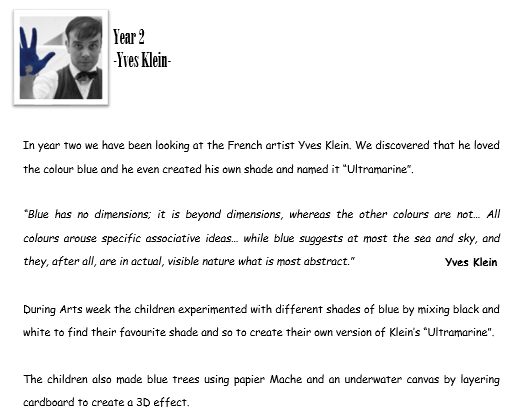 Year 2
-Yves Klein-
In year two we have been looking at the French artist Yves Klein. We discovered that he loved
the colour blue and he even created his own shade and named it “Ultramarine”.
“Blue has no dimensions; it is beyond dimensions, whereas the other colours are not... All
colours arouse specific associative ideas... while blue suggests at most the sea and sky, and
they, after all, are in actual, visible nature what is most abstract.” Yves Klein
During Arts week the children experimented with different shades of blue by mixing black and
white to find their favourite shade and so to create their own version of Klein’s “Ultramarine”.
The children also made blue trees using papier Mache and an underwater canvas by layering
cardboard to create a 3D effect.